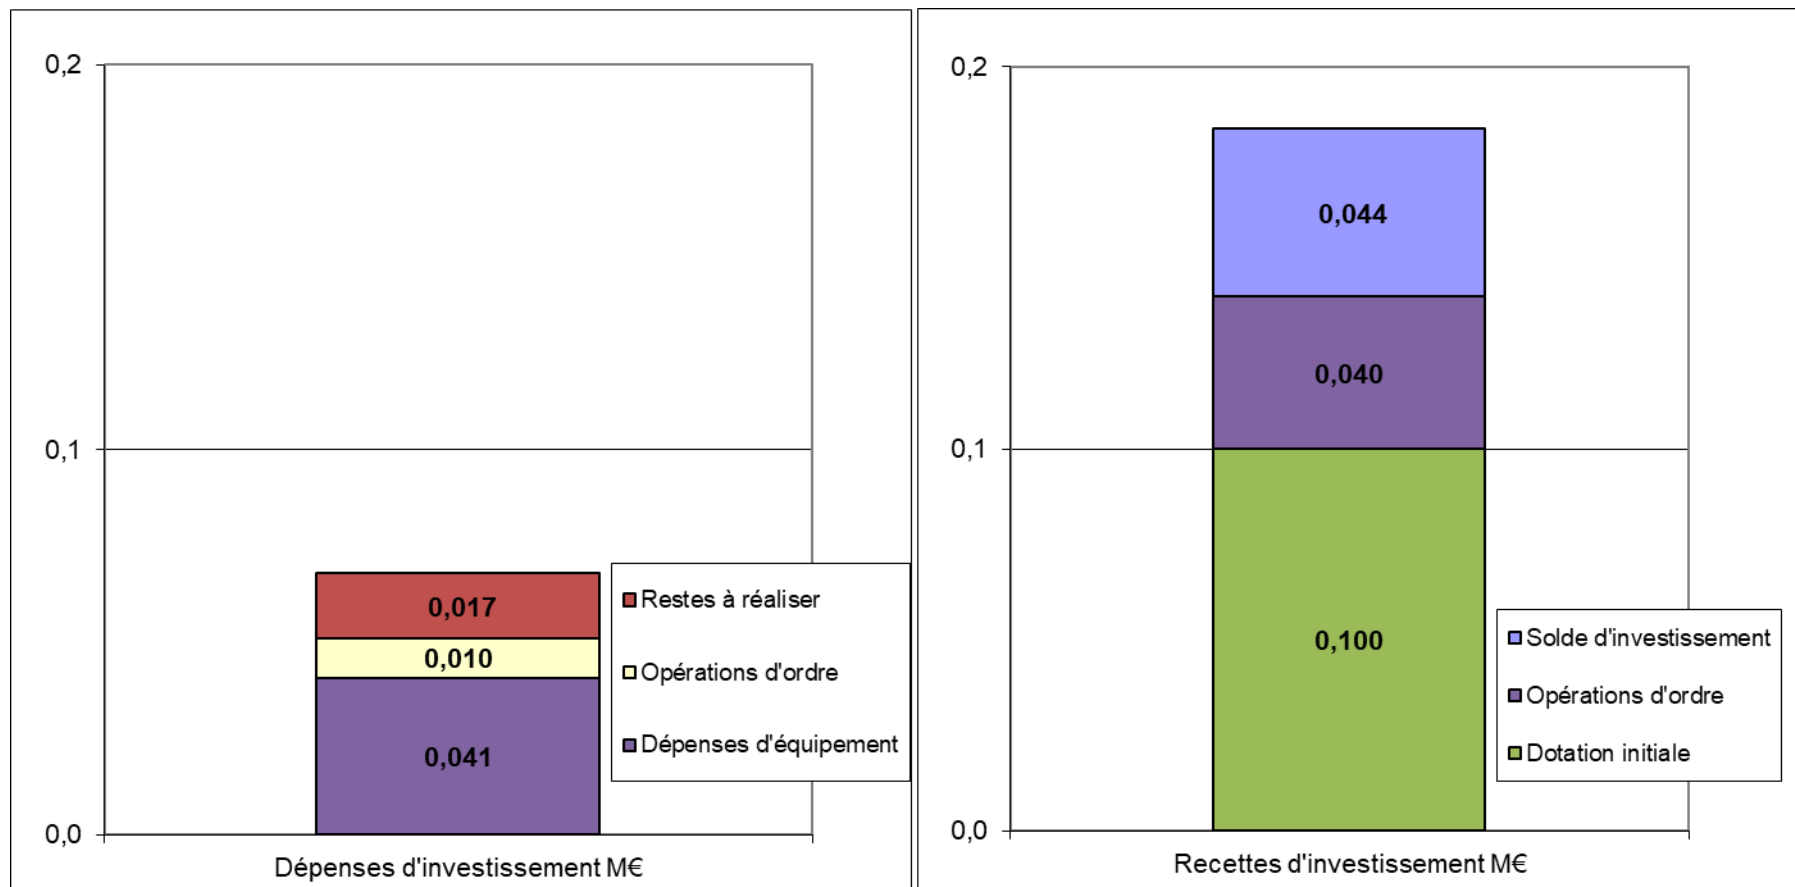 0,2
0,1
0,0
0,017
0,010
0,041
Restes à réaliser
Opérations d'ordre
Dépenses d'équipement
Dépenses d'investissement M€
0,2
0,1
0,0
0,044
0,040
0,100
Solde d'investissement
Opérations d'ordre
Dotation initiale
Recettes d'investissement M€